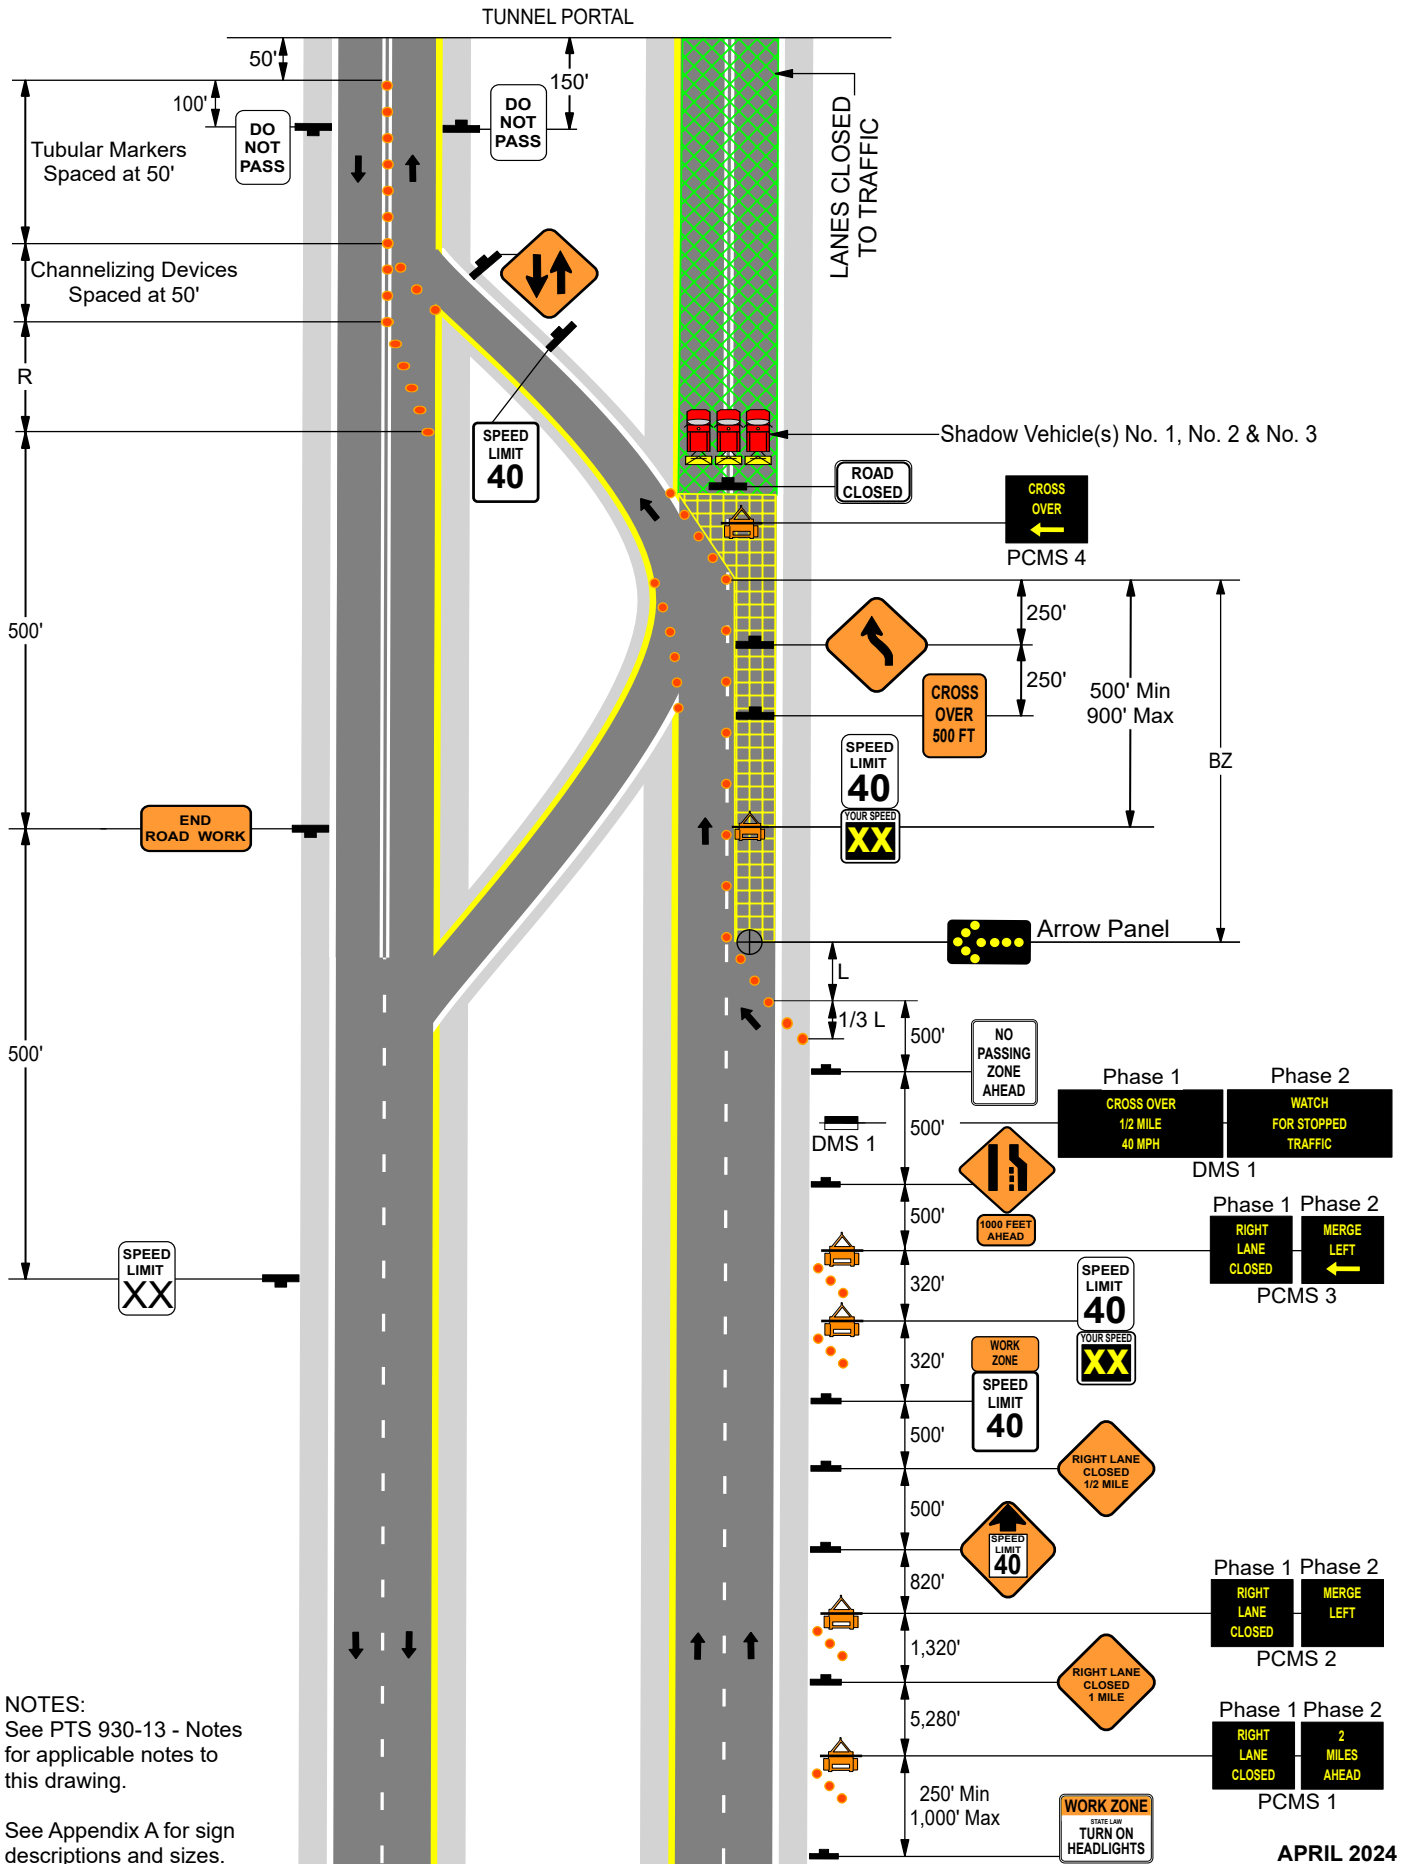 TUNNEL PORTAL
50'
150'
100'
DO
NOT
PASS
DO
NOT
PASS
Tubular Markers
Spaced at 50'
LANES CLOSED
TO TRAFFIC
Channelizing Devices
Spaced at 50'
R
SPEED
LIMIT
40
Shadow Vehicle(s) No. 1, No. 2 & No. 3
ROAD
CLOSED
CROSS
OVER
PCMS 4
500'
250'
250'
500' Min
900' Max
BZ
CROSS
OVER
500 FT
SPEED
LIMIT
40
YOUR SPEED
XX
END
ROAD WORK
Arrow Panel
L
1/3 L
500'
500'
NO
PASSING
ZONE
AHEAD
Phase 1
Phase 2
CROSS OVER
1/2 MILE
40 MPH
WATCH
FOR STOPPED
TRAFFIC
DMS 1
500'
DMS 1
1000 FEET
AHEAD
500'
Phase 1
Phase 2
RIGHT
LANE
CLOSED
MERGE
LEFT
PCMS 3
SPEED
LIMIT
XX
320'
SPEED
LIMIT
40
YOUR SPEED
XX
320'
WORK
ZONE
SPEED
LIMIT
40
500'
RIGHT LANE
CLOSED
1/2 MILE
500'
SPEED
LIMIT
40
820'
Phase 1
Phase 2
RIGHT
LANE
CLOSED
MERGE
LEFT
PCMS 2
1,320'
RIGHT LANE
CLOSED
1 MILE
5,280'
Phase 1
Phase 2
RIGHT
LANE
CLOSED
2
MILES
AHEAD
PCMS 1
250' Min
1,000' Max
WORK ZONE
STATE LAW
TURN ON
HEADLIGHTS
NOTES:
See PTS 930-13 - Notes
for applicable notes to
this drawing.
See Appendix A for sign
descriptions and sizes.
APRIL 2024